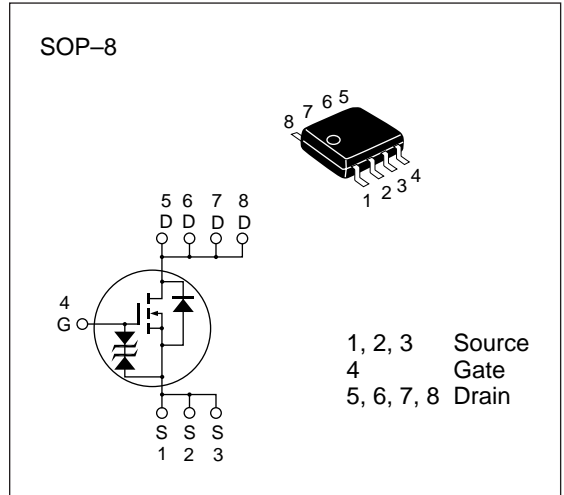 SOP–8
8 7 6 5
1 2 3 4
5 6 7 8
D D D D
4
G
1, 2, 3 Source
4 Gate
5, 6, 7, 8 Drain
S S S
1 2 3